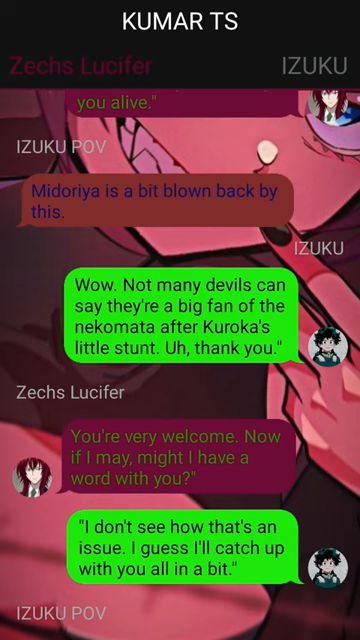 KUMAR TS
Zechs Lucifer
IZUKU
you alive."
IZUKU POV
Midoriya is a bit blown back by
this.
IZUKU
Wow. Not many devils can
say they're a big fan of the
nekomata after Kuroka's
little stunt. Uh, thank you."
Zechs Lucifer
You're very welcome. Now
if I may, might I have a
word with you?"
"I don't see how that's an
issue. I guess I'll catch up
with you all in a bit."
IZUKU POV